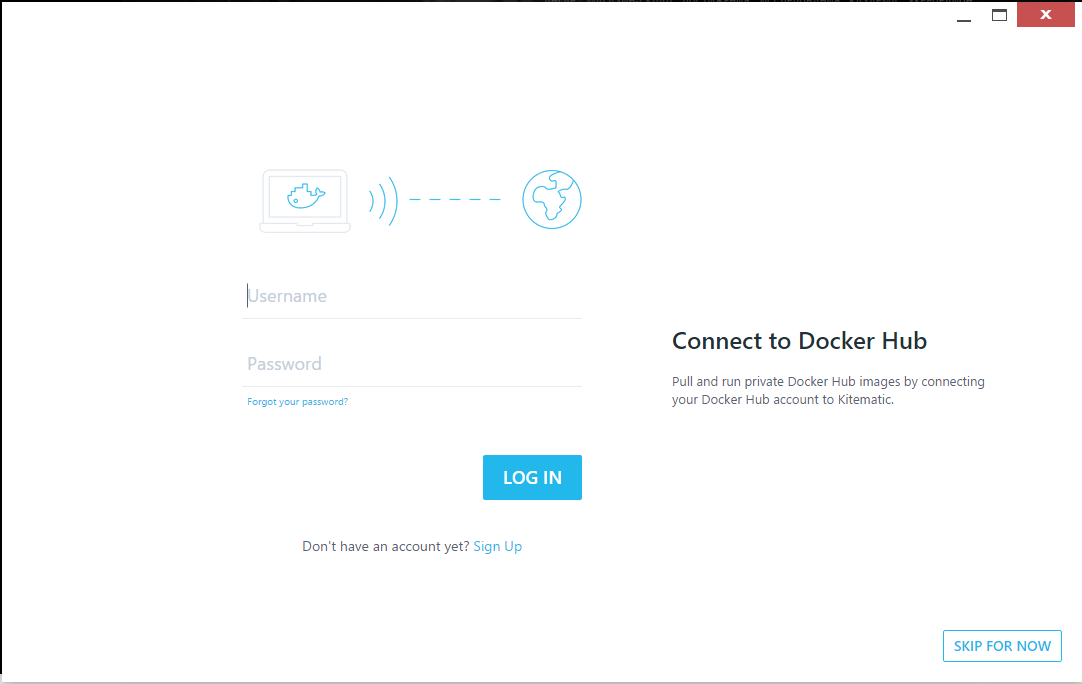 Username
Password
Forgot your password?
LOG IN
Don't have an account yet? Sign Up
Connect to Docker Hub
Pull and run private Docker Hub images by connecting
your Docker Hub account to Kitematic.
SKIP FOR NOW